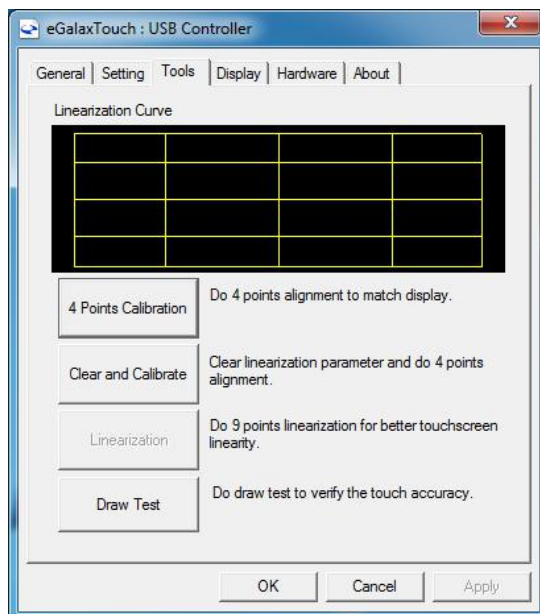 eGalaxTouch : USB Controller
General Setting Tools Display Hardware About
Linearization Curve
4 Points Calibration
Do 4 points alignment to match display.
Clear and Calibrate
Clear linearization parameter and do 4 points
alignment.
Linearization
Do 9 points linearization for better touchscreen
linearity.
Draw Test
Do draw test to verify the touch accuracy.
OK Cancel Apply